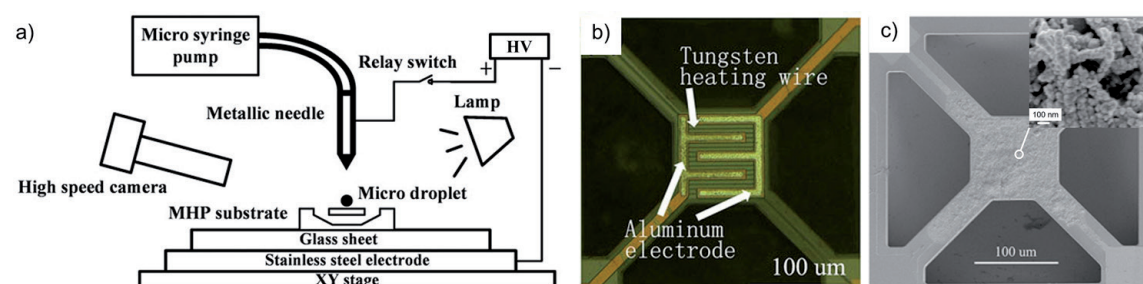 a)
Micro syringe
pump
HV
+
−
Relay switch
Metallic needle
Lamp
High speed camera
Micro droplet
MHP substrate
Glass sheet
Stainless steel electrode
XY stage
b)
Tungsten
heating wire
Aluminum
electrode
100 um
c)
100 nm
100 um